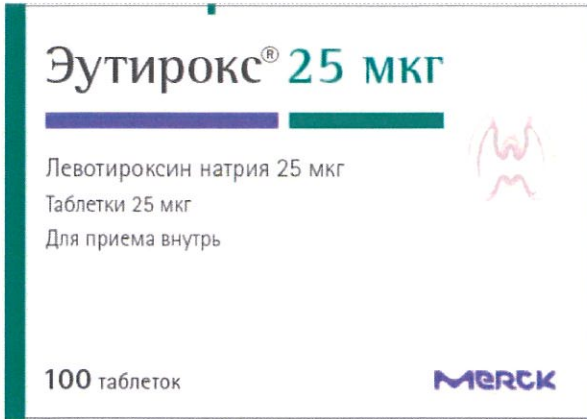 Эутирокс® 25 мкг
Левотироксин натрия 25 мкг
Таблетки 25 мкг
Для приема внутрь
100 таблеток
MERCK